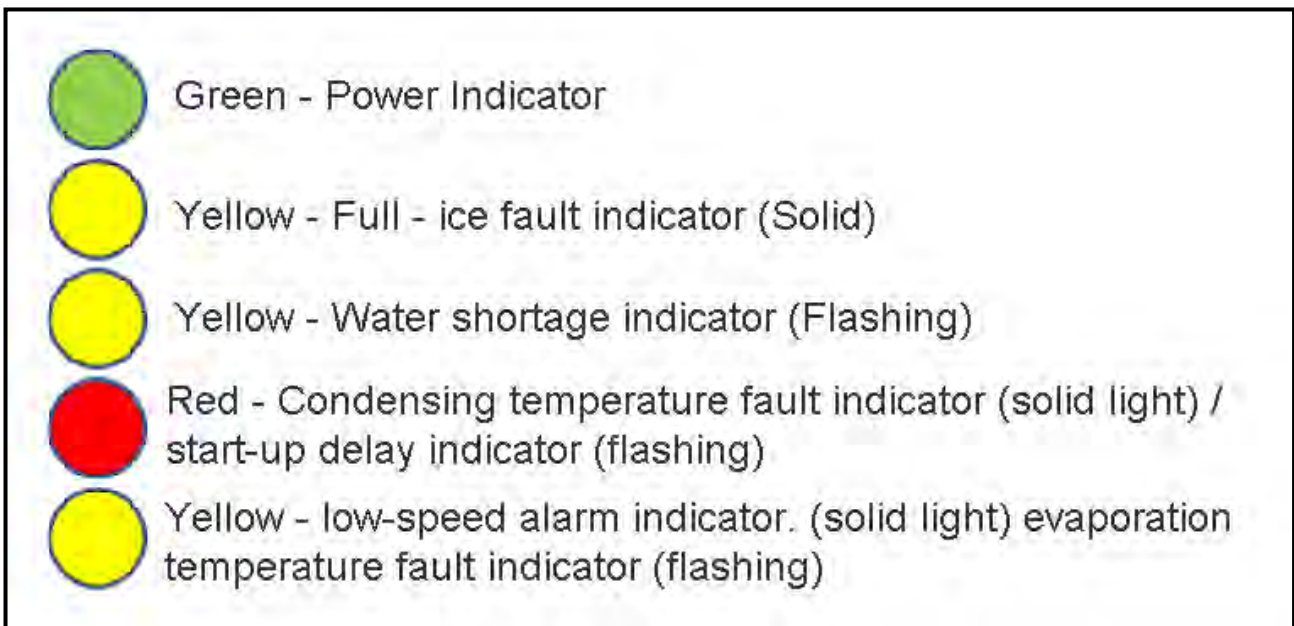 Green - Power Indicator
Yellow - Full - ice fault indicator (Solid)
Yellow - Water shortage indicator (Flashing)
Red - Condensing temperature fault indicator (solid light) /
start-up delay indicator (flashing)
Yellow - low-speed alarm indicator. (solid light) evaporation
temperature fault indicator (flashing)